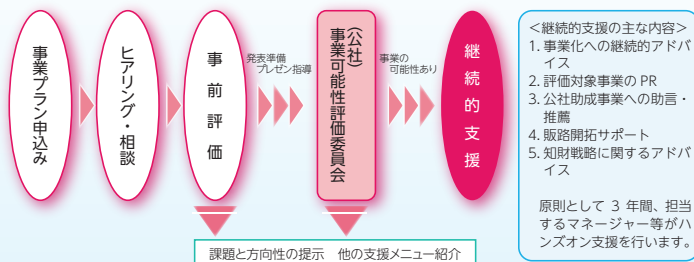 事業プラン申込み
ヒアリング・相談
事前評価
発表準備
プレゼン指導
(公社)
事業可能性評価委員会
事業の
可能性あり
継続的支援
課題と方向性の提示　他の支援メニュー紹介
＜継続的支援の主な内容＞
1. 事業化への継続的アドバ
イス
2. 評価対象事業の PR
3. 公社助成事業への助言・
推薦
4. 販路開拓サポート
5. 知財戦略に関するアドバ
イス
原則として 3 年間、担当
するマネージャー等がハ
ンズオン支援を行います。